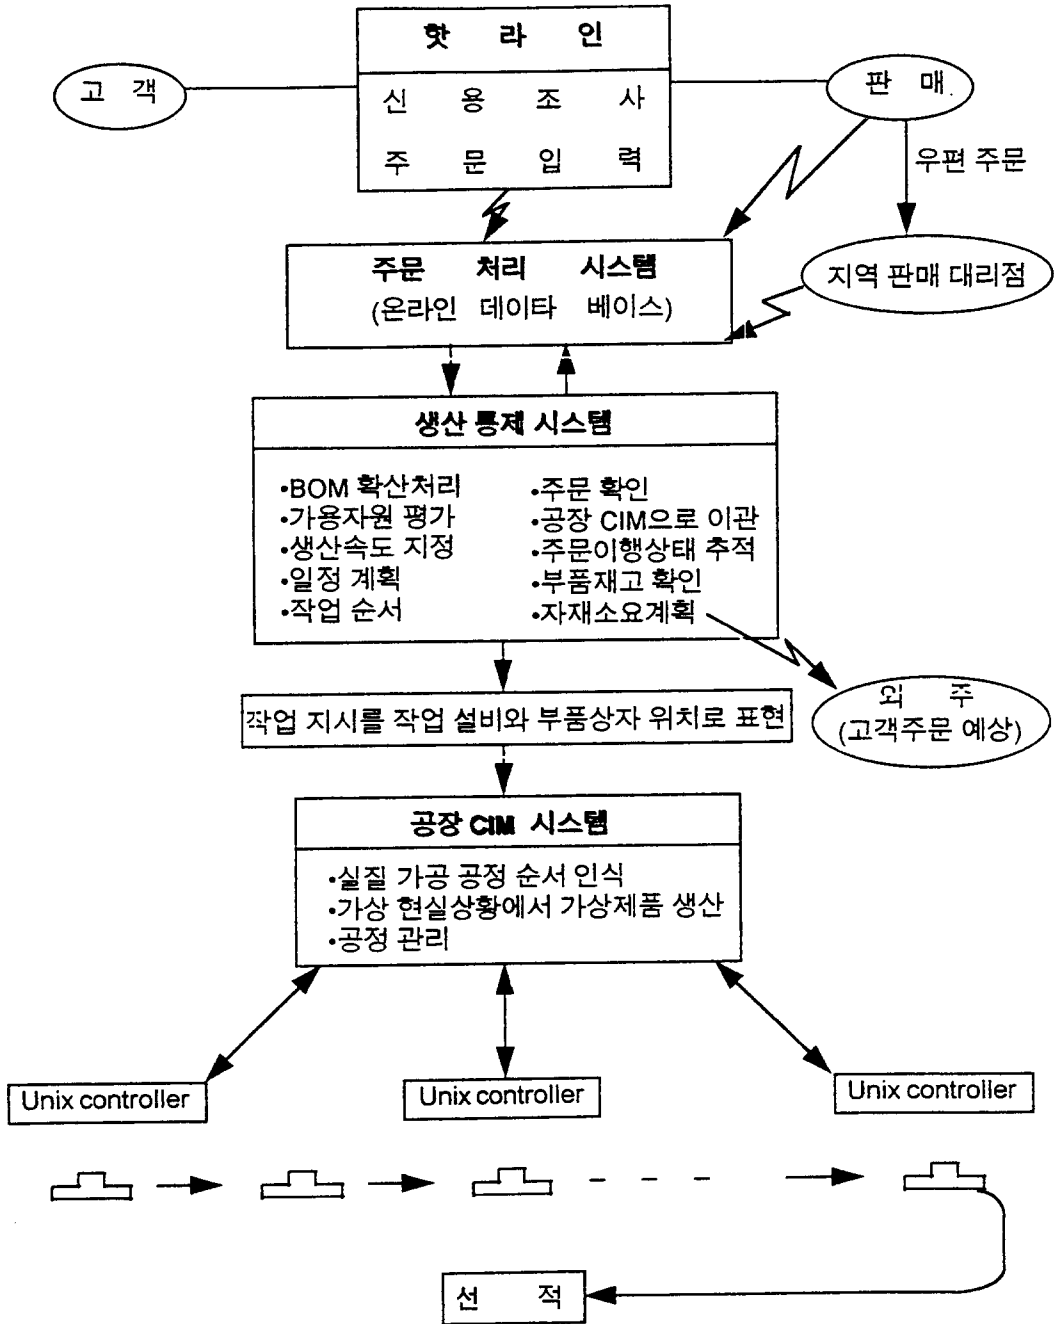 핫 라 인
고 객
신 용 조 사
주 문 입 력
판 매
우편 주문
주문 처리 시스템
(온라인 데이타 베이스)
지역 판매 대리점
생산 통제 시스템
•BOM 확산처리
•가용자원 평가
•생산속도 지정
•일정 계획
•작업 순서
•주문 확인
•공장 CIM으로 이관
•주문이행상태 추적
•부품재고 확인
•자재소요계획
외 주
(고객주문 예상)
작업 지시를 작업 설비와 부품상자 위치로 표현
공장 CIM 시스템
•실질 가공 공정 순서 인식
•가상 현실상황에서 가상제품 생산
•공정 관리
Unix controller
Unix controller
Unix controller
선 적